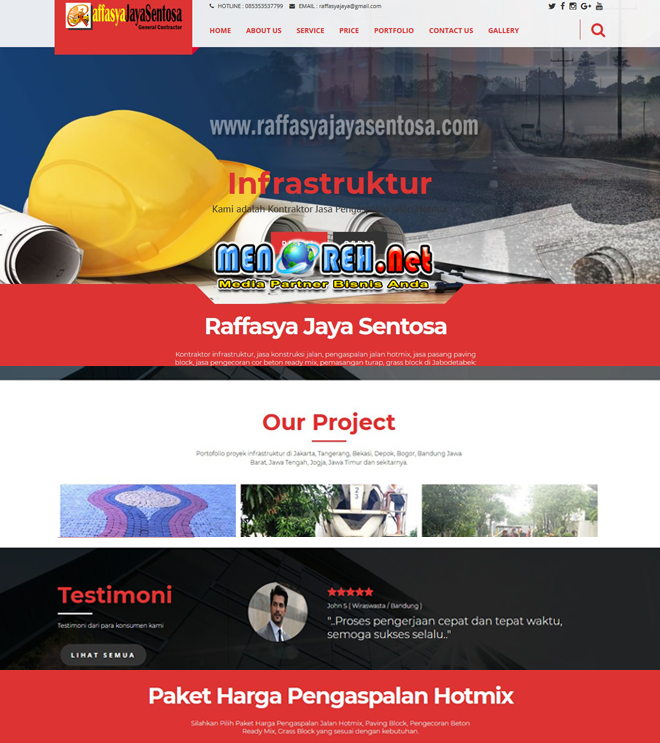 affasyaJayaSentosa
General Contractor
HOTLINE : 085353537799 EMAIL : raffasyajaya@gmail.com
HOME ABOUT US SERVICE PRICE PORTFOLIO CONTACT US GALLERY
www.raffasyajayasentosa.com
Infrastruktur
Kami adalah Kontraktor Jasa
MENOREH.Net
Media Partner Bisnis Anda
Raffasya Jaya Sentosa
Kontraktor infrastruktur, jasa konstruksi jalan, pengaspalan jalan hotmix, jasa pasang paving
block, jasa pengecoran cor beton ready mix, pemasangan turap, grass block di Jabodetabek:
Our Project
Portofolio proyek infrastruktur di Jakarta, Tangerang, Bekasi, Depok, Bogor, Bandung Jawa
Barat, Jawa Tengah, Jogja, Jawa Timur dan sekitarnya.
Testimoni
Testimoni dari para konsumen kami
LIHAT SEMUA
John S ( Wiraswasta / Bandung )
"..Proses pengerjaan cepat dan tepat waktu,
semoga sukses selalu.."
Paket Harga Pengaspalan Hotmix
Silahkan Pilih Paket Harga Pengaspalan Jalan Hotmix, Paving Block, Pengecoran Beton
Ready Mix, Grass Block yang sesuai dengan kebutuhan.